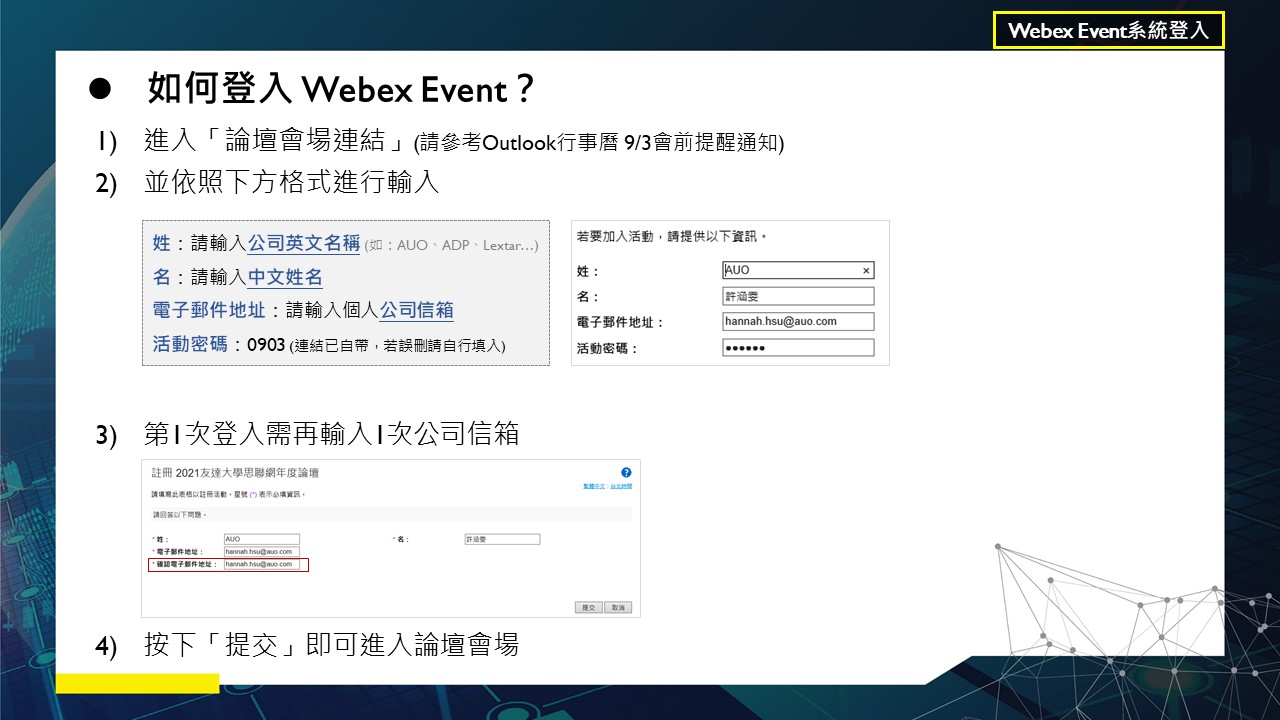 Webex Event系統登入
● 如何登入 Webex Event？
1) 進入「論壇會場連結」(請參考Outlook行事曆 9/3會前提醒通知)
2) 並依照下方格式進行輸入
姓：請輸入公司英文名稱 (如：AUO、ADP、Lextar…)
名：請輸入中文姓名
電子郵件地址：請輸入個人公司信箱
活動密碼：0903 (連結已自帶，若誤刪請自行填入)
若要加入活動，請提供以下資訊。
姓： AUO ×
名： 許涵雯
電子郵件地址： hannah.hsu@auo.com
活動密碼： ●●●●●●
3) 第1次登入需再輸入1次公司信箱
註冊 2021友達大學思聯網年度論壇 ?
繁體中文 : 台北時間
請填寫此表格以註冊活動。星號 (*) 表示必填資訊。
請回答以下問題。
* 姓： AUO * 名： 許涵雯
* 電子郵件地址： hannah.hsu@auo.com
* 確認電子郵件地址： hannah.hsu@auo.com
提交 取消
4) 按下「提交」即可進入論壇會場